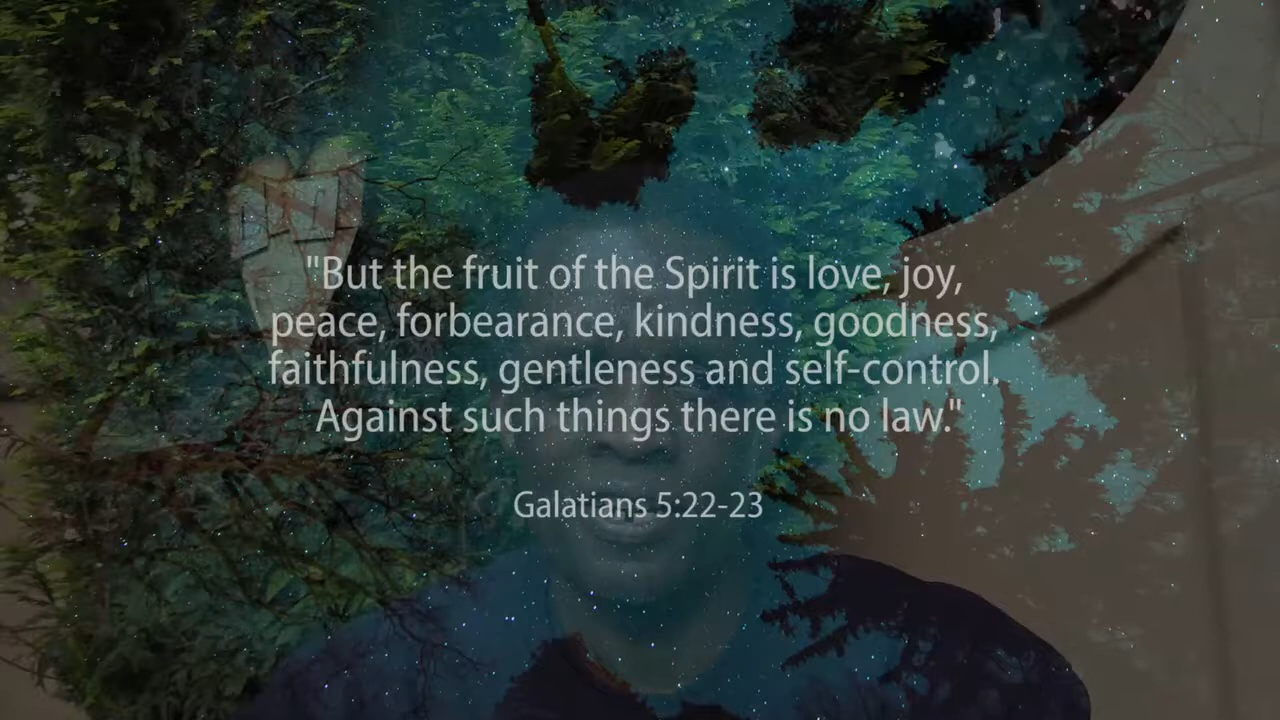 "But the fruit of the Spirit is love, joy,
peace, forbearance, kindness, goodness,
faithfulness, gentleness and self-control.
Against such things there is no law."
Galatians 5:22-23